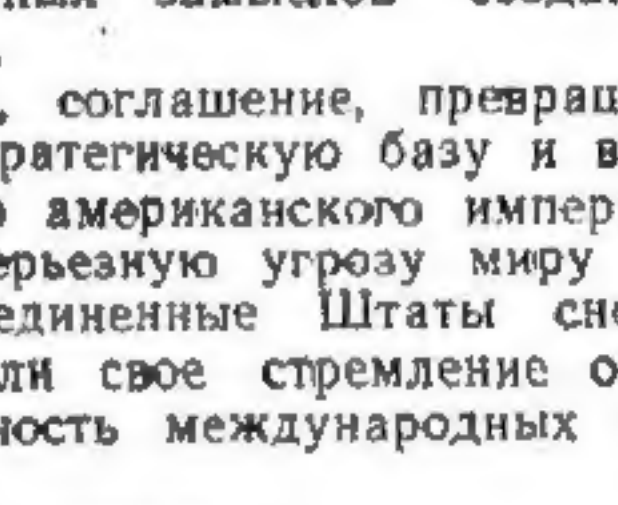 , соглашение, превращ
ратегическую базу и в
американского импер
ерьезную угрозу миру
единенные Штаты сн
ли свое стремление о
ность международных